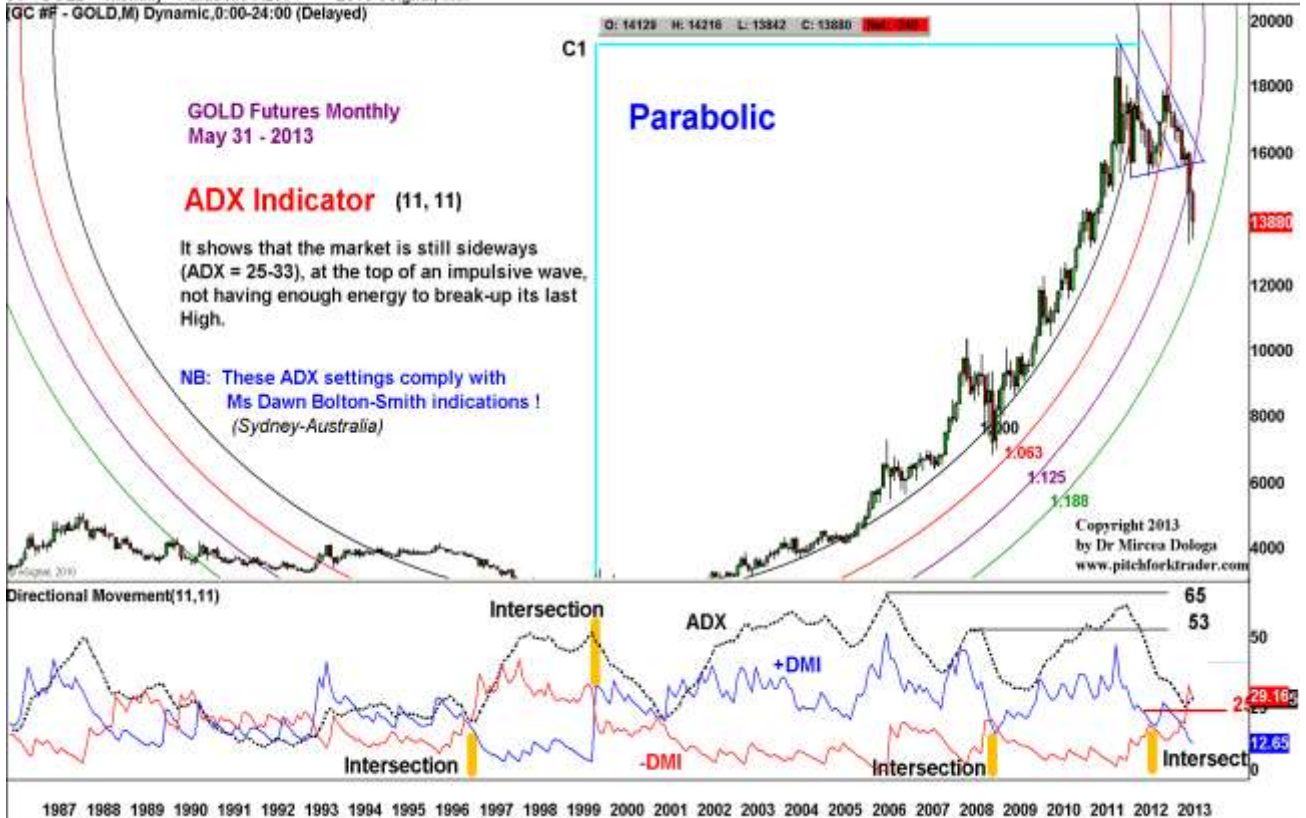 (GC #F - GOLD,M) Dynamic,0:00-24:00 (Delayed)
O: 14129 H: 14216 L: 13842 C: 13880
C1
GOLD Futures Monthly
May 31 - 2013
Parabolic
ADX Indicator (11, 11)
It shows that the market is still sideways
(ADX = 25-33), at the top of an impulsive wave,
not having enough energy to break-up its last
High.
NB: These ADX settings comply with
Ms Dawn Bolton-Smith indications !
(Sydney-Australia)
20000
18000
16000
13880
12000
10000
8000
6000
4000
1.063
1.125
1.188
Copyright 2013
by Dr Mircea Dologa
www.pitchforktrader.com
Directional Movement(11,11)
Intersection
ADX
65
53
+DMI
50
29.16
12.65
0
-DMI
Intersection
Intersection
Intersect
1987 1988 1989 1990 1991 1992 1993 1994 1995 1996 1997 1998 1999 2000 2001 2002 2003 2004 2005 2006 2007 2008 2009 2010 2011 2012 2013